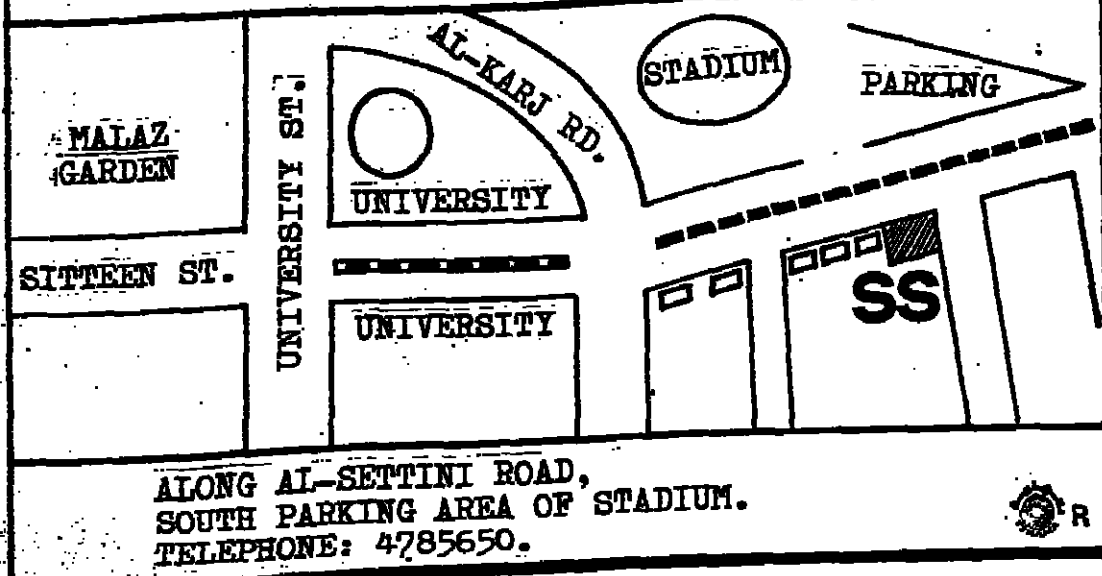 AL-KARJ RD.
STADIUM
PARKING
MALAZ
GARDEN
UNIVERSITY ST.
UNIVERSITY
SITTEEN ST.
SS
UNIVERSITY
ALONG AL-SETTINI ROAD,
SOUTH PARKING AREA OF STADIUM.
TELEPHONE: 4785650.
R